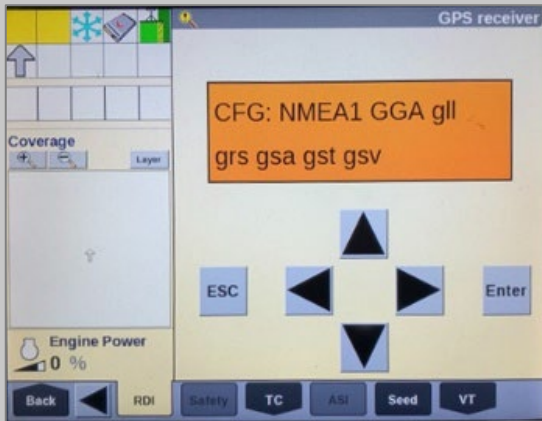 GPS receiver
CFG: NMEA1 GGA gll
grs gsa gst gsv
Coverage
Layer
ESC
Enter
Engine Power
0 %
Back
RDI
Safety
TC
ASI
Seed
VT